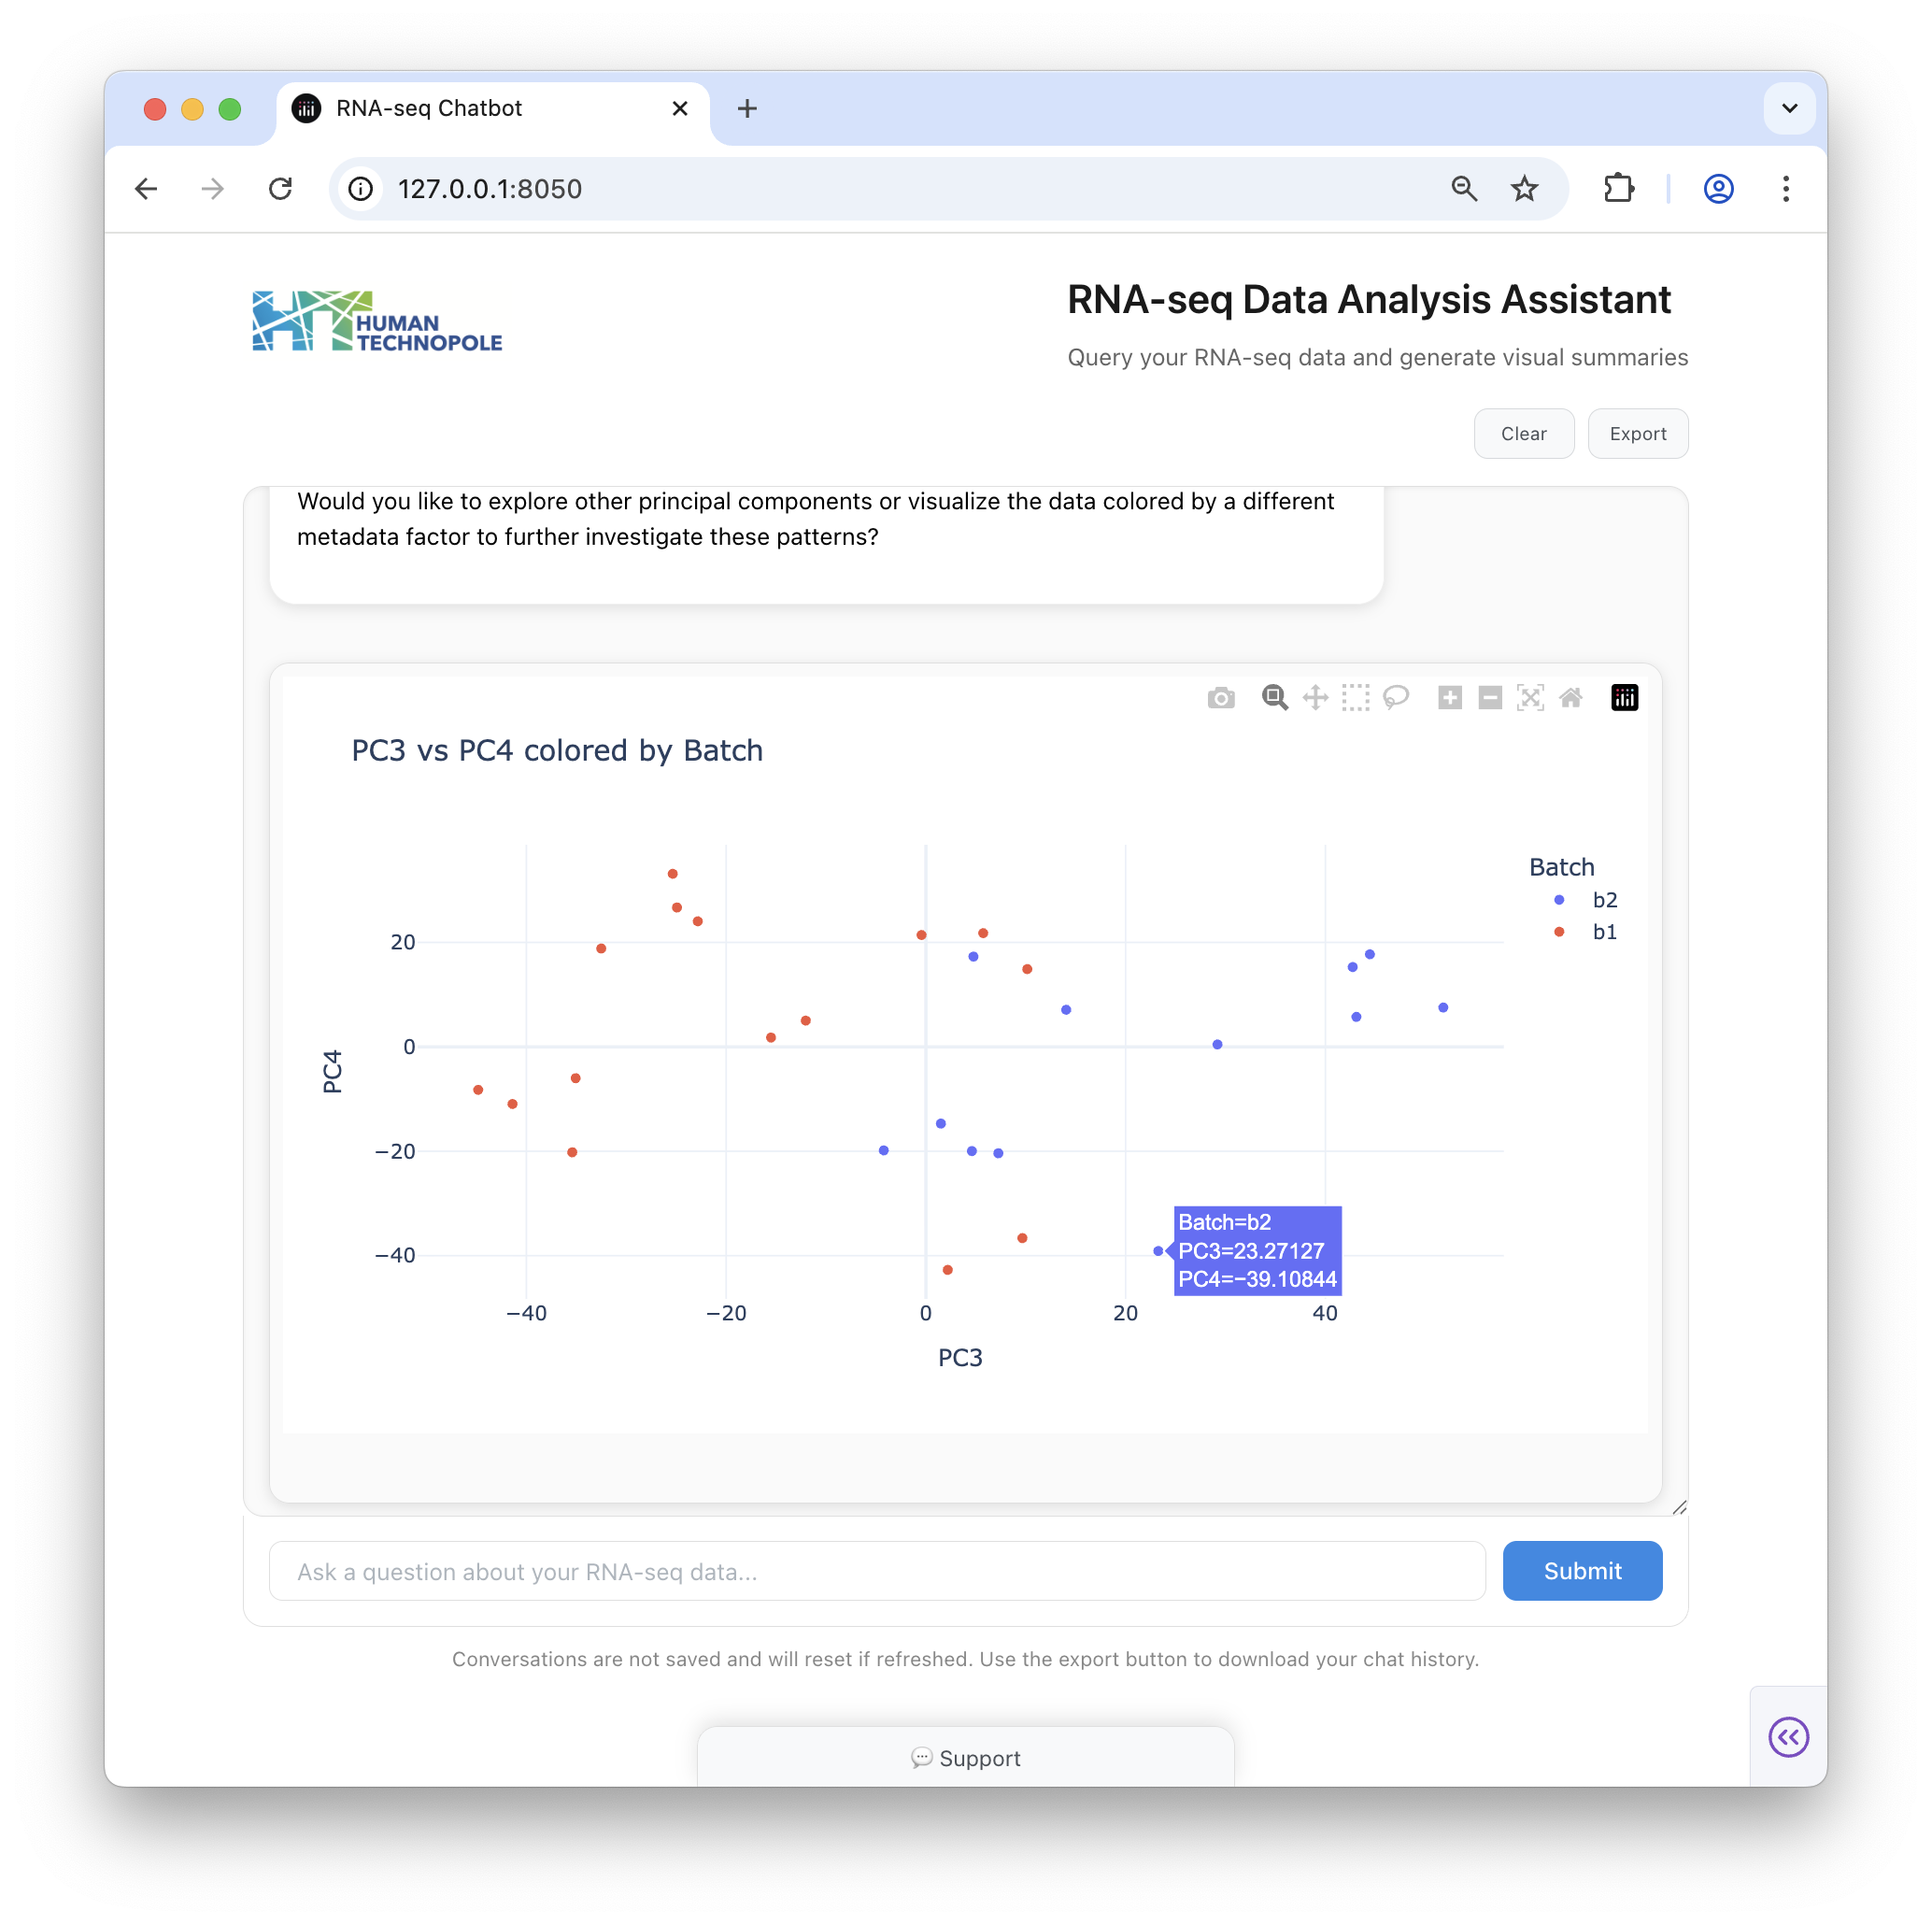 RNA-seq Chatbot
127.0.0.1:8050
HUMAN
TECHNOPOLE
RNA-seq Data Analysis Assistant
Query your RNA-seq data and generate visual summaries
Clear
Export
Would you like to explore other principal components or visualize the data colored by a different
metadata factor to further investigate these patterns?
PC3 vs PC4 colored by Batch
Batch
b2
b1
20
0
−20
−40
PC4
Batch=b2
PC3=23.27127
PC4=−39.10844
−40
−20
0
20
40
PC3
Ask a question about your RNA-seq data...
Submit
Conversations are not saved and will reset if refreshed. Use the export button to download your chat history.
💬 Support